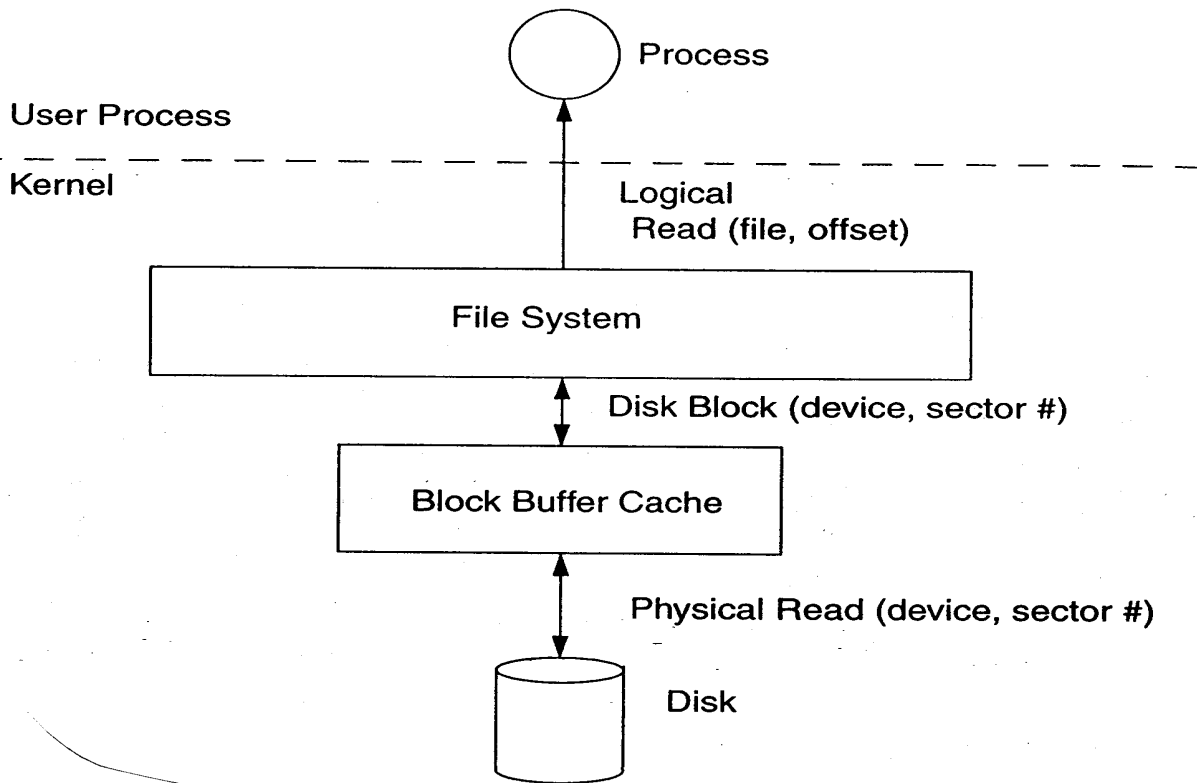 Process
User Process
Kernel
Logical
Read (file, offset)
File System
Disk Block (device, sector #)
Block Buffer Cache
Physical Read (device, sector #)
Disk